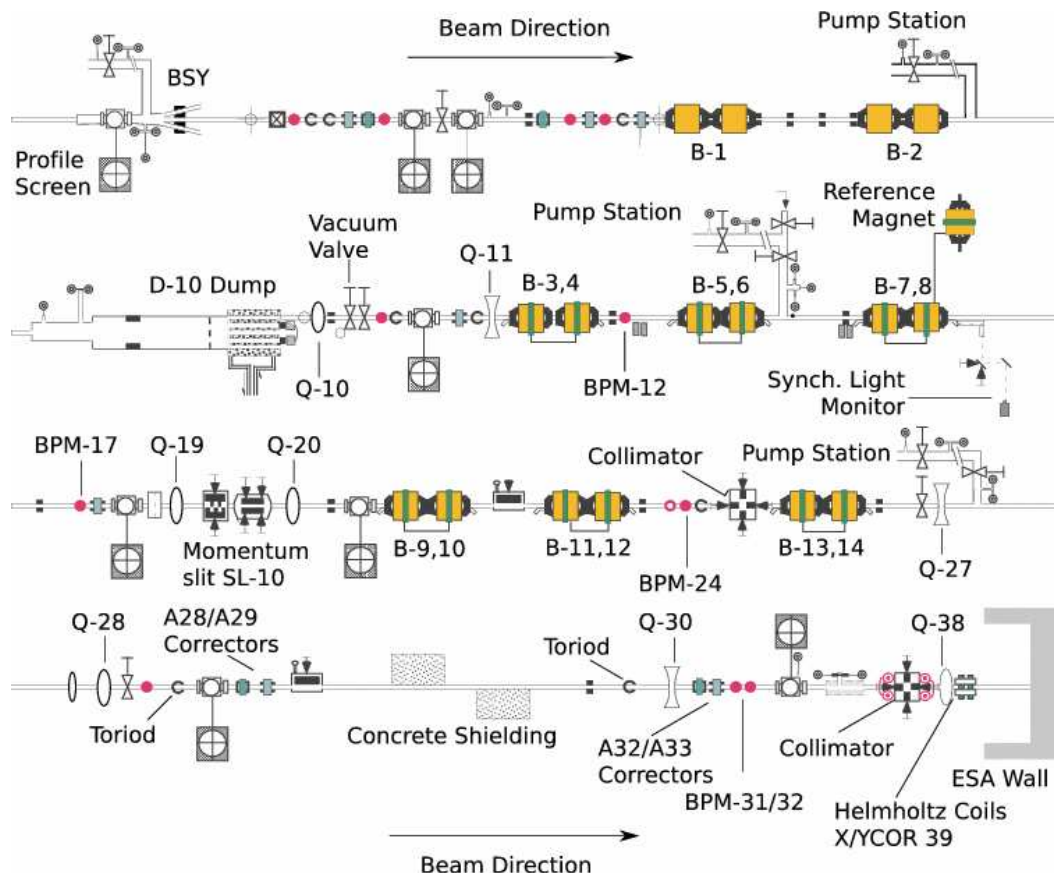 Beam Direction
Pump Station
BSY
Profile
Screen
B-1
B-2
Reference
Magnet
Pump Station
Vacuum
Valve
Q-11
D-10 Dump
B-3,4
B-5,6
B-7,8
Q-10
BPM-12
Synch. Light
Monitor
BPM-17
Q-19
Q-20
Collimator
Pump Station
Momentum
slit SL-10
B-9,10
B-11,12
B-13,14
BPM-24
Q-27
Q-28
A28/A29
Correctors
Toriod
Q-30
Q-38
Toriod
Concrete Shielding
A32/A33
Correctors
Collimator
BPM-31/32
ESA Wall
Helmholtz Coils
X/YCOR 39
Beam Direction